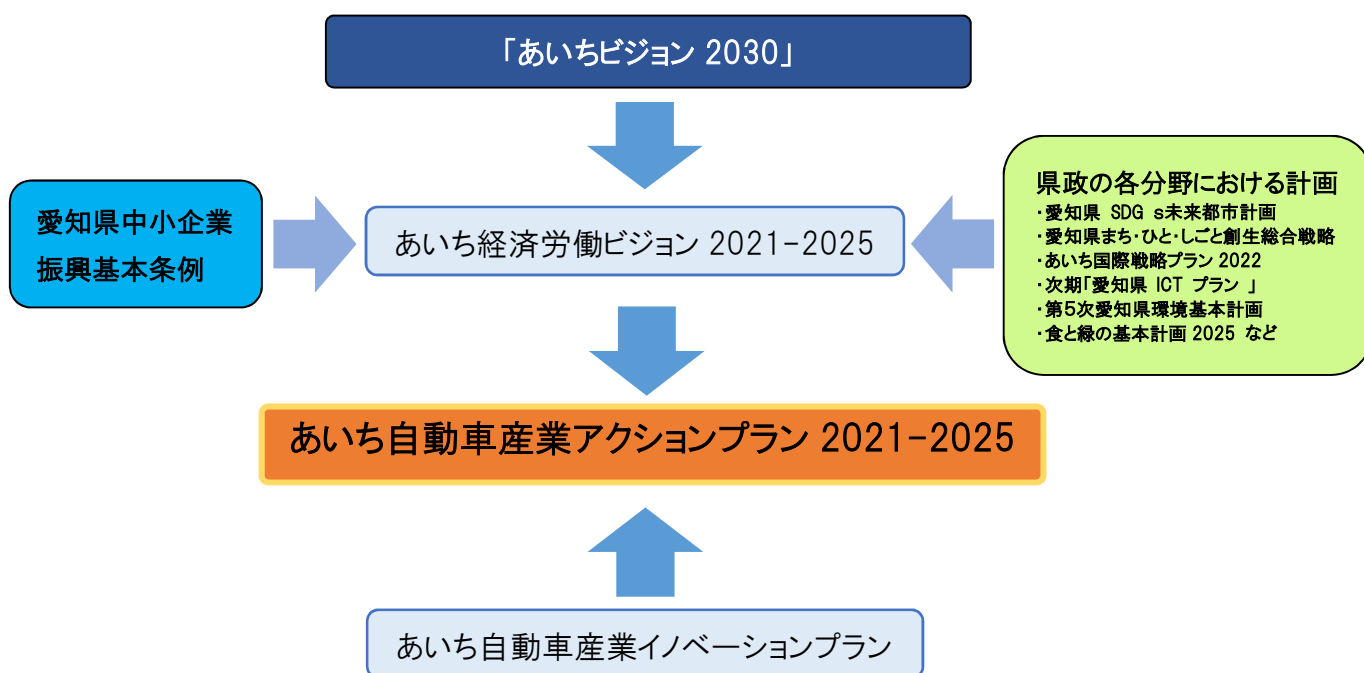 「あいちビジョン 2030」
愛知県中小企業
振興基本条例
あいち経済労働ビジョン 2021-2025
県政の各分野における計画
・愛知県 SDG s未来都市計画
・愛知県まち・ひと・しごと創生総合戦略
・あいち国際戦略プラン 2022
・次期「愛知県 ICT プラン 」
・第5次愛知県環境基本計画
・食と緑の基本計画 2025 など
あいち自動車産業アクションプラン 2021-2025
あいち自動車産業イノベーションプラン